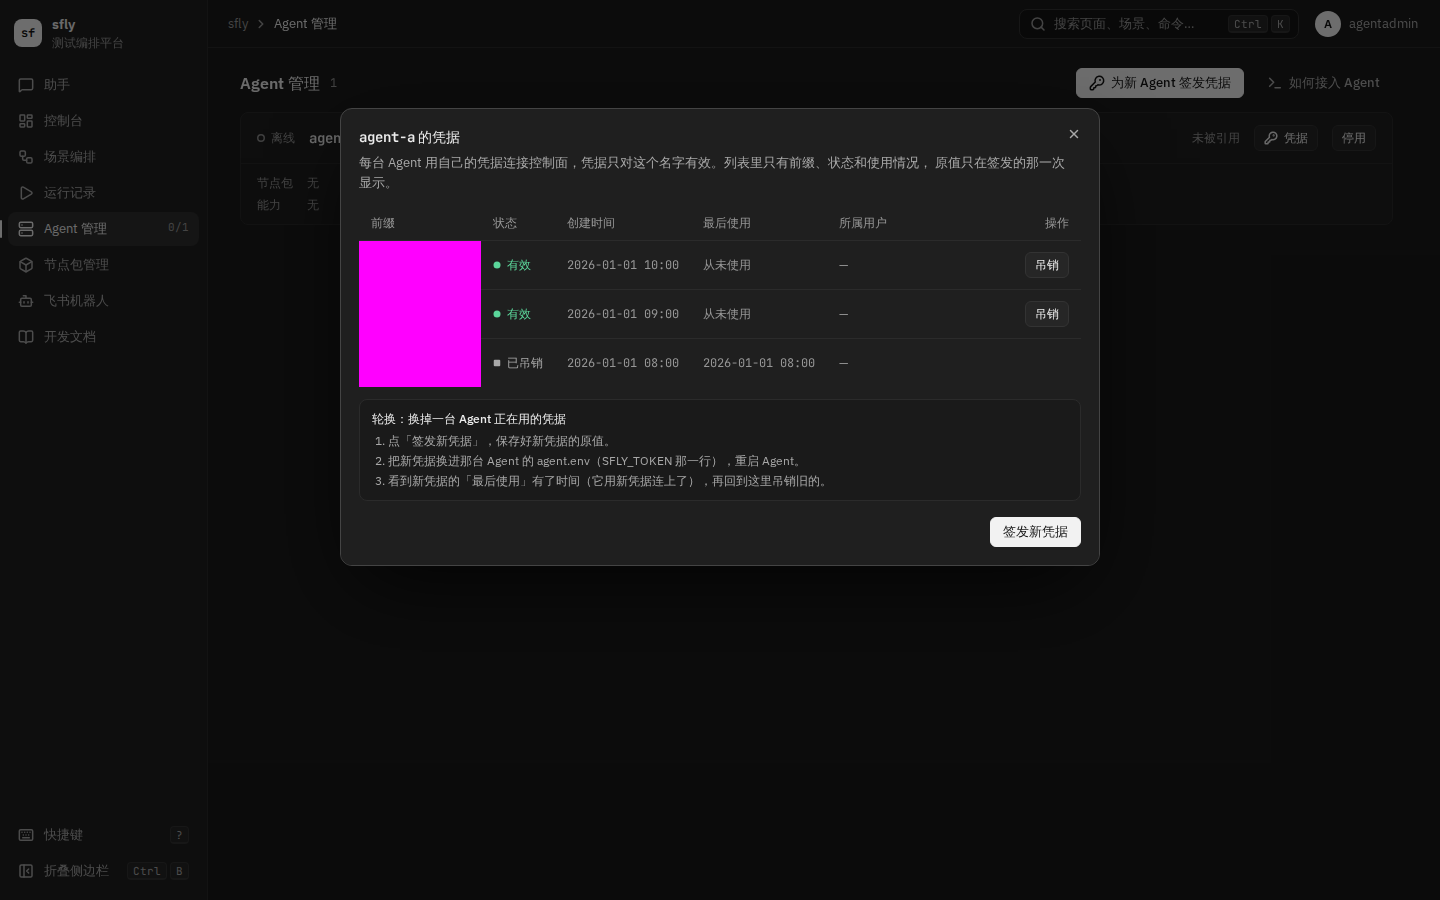 sf
sfly
测试编排平台
助手
控制台
场景编排
运行记录
Agent 管理
0/1
节点包管理
飞书机器人
开发文档
快捷键
?
折叠侧边栏
Ctrl B
sfly > Agent 管理
搜索页面、场景、命令...
Ctrl K
A
agentadmin
Agent 管理 1
为新 Agent 签发凭据
如何接入 Agent
离线
agen
未被引用
凭据
停用
节点包 无
能力 无
agent-a 的凭据
每台 Agent 用自己的凭据连接控制面，凭据只对这个名字有效。列表里只有前缀、状态和使用情况， 原值只在签发的那一次
显示。
前缀 状态 创建时间 最后使用 所属用户 操作
有效 2026-01-01 10:00 从未使用 — 吊销
有效 2026-01-01 09:00 从未使用 — 吊销
已吊销 2026-01-01 08:00 2026-01-01 08:00 —
轮换：换掉一台 Agent 正在用的凭据
1. 点「签发新凭据」，保存好新凭据的原值。
2. 把新凭据换进那台 Agent 的 agent.env（SFLY_TOKEN 那一行），重启 Agent。
3. 看到新凭据的「最后使用」有了时间（它用新凭据连上了），再回到这里吊销旧的。
签发新凭据